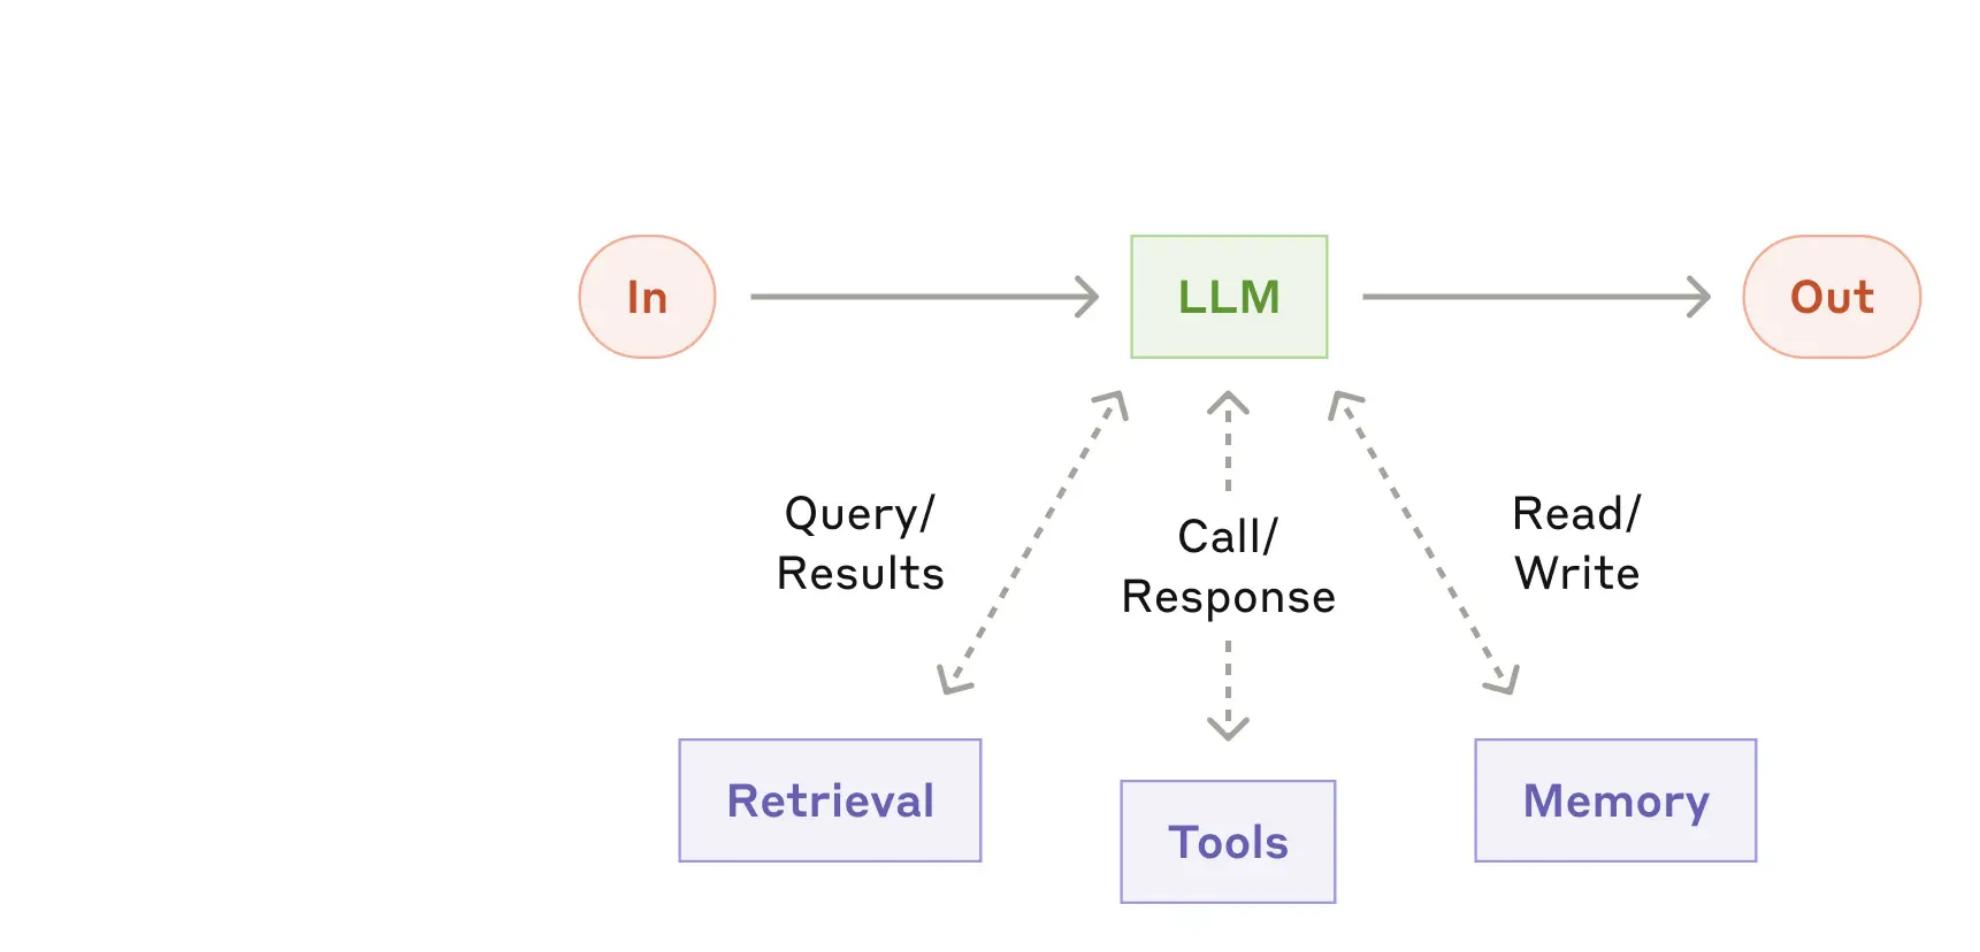 In
LLM
Out
Query/
Results
Call/
Response
Read/
Write
Retrieval
Tools
Memory